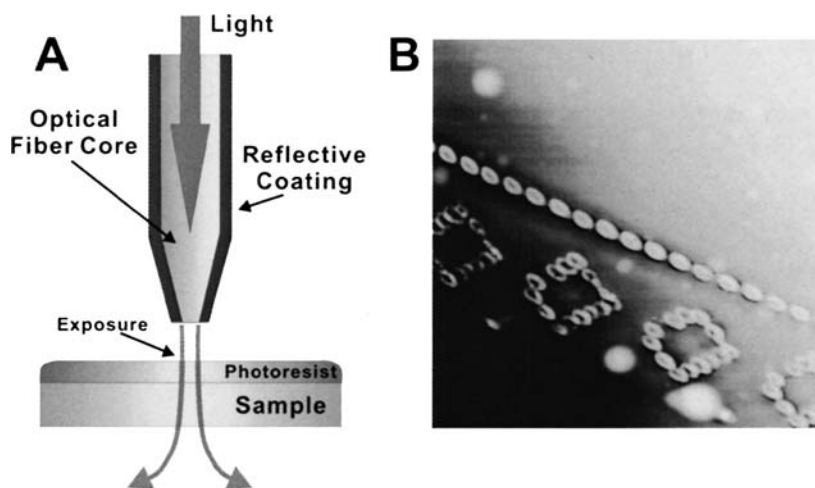 A
Light
Optical
Fiber Core
Reflective
Coating
Exposure
Photoresist
Sample
B